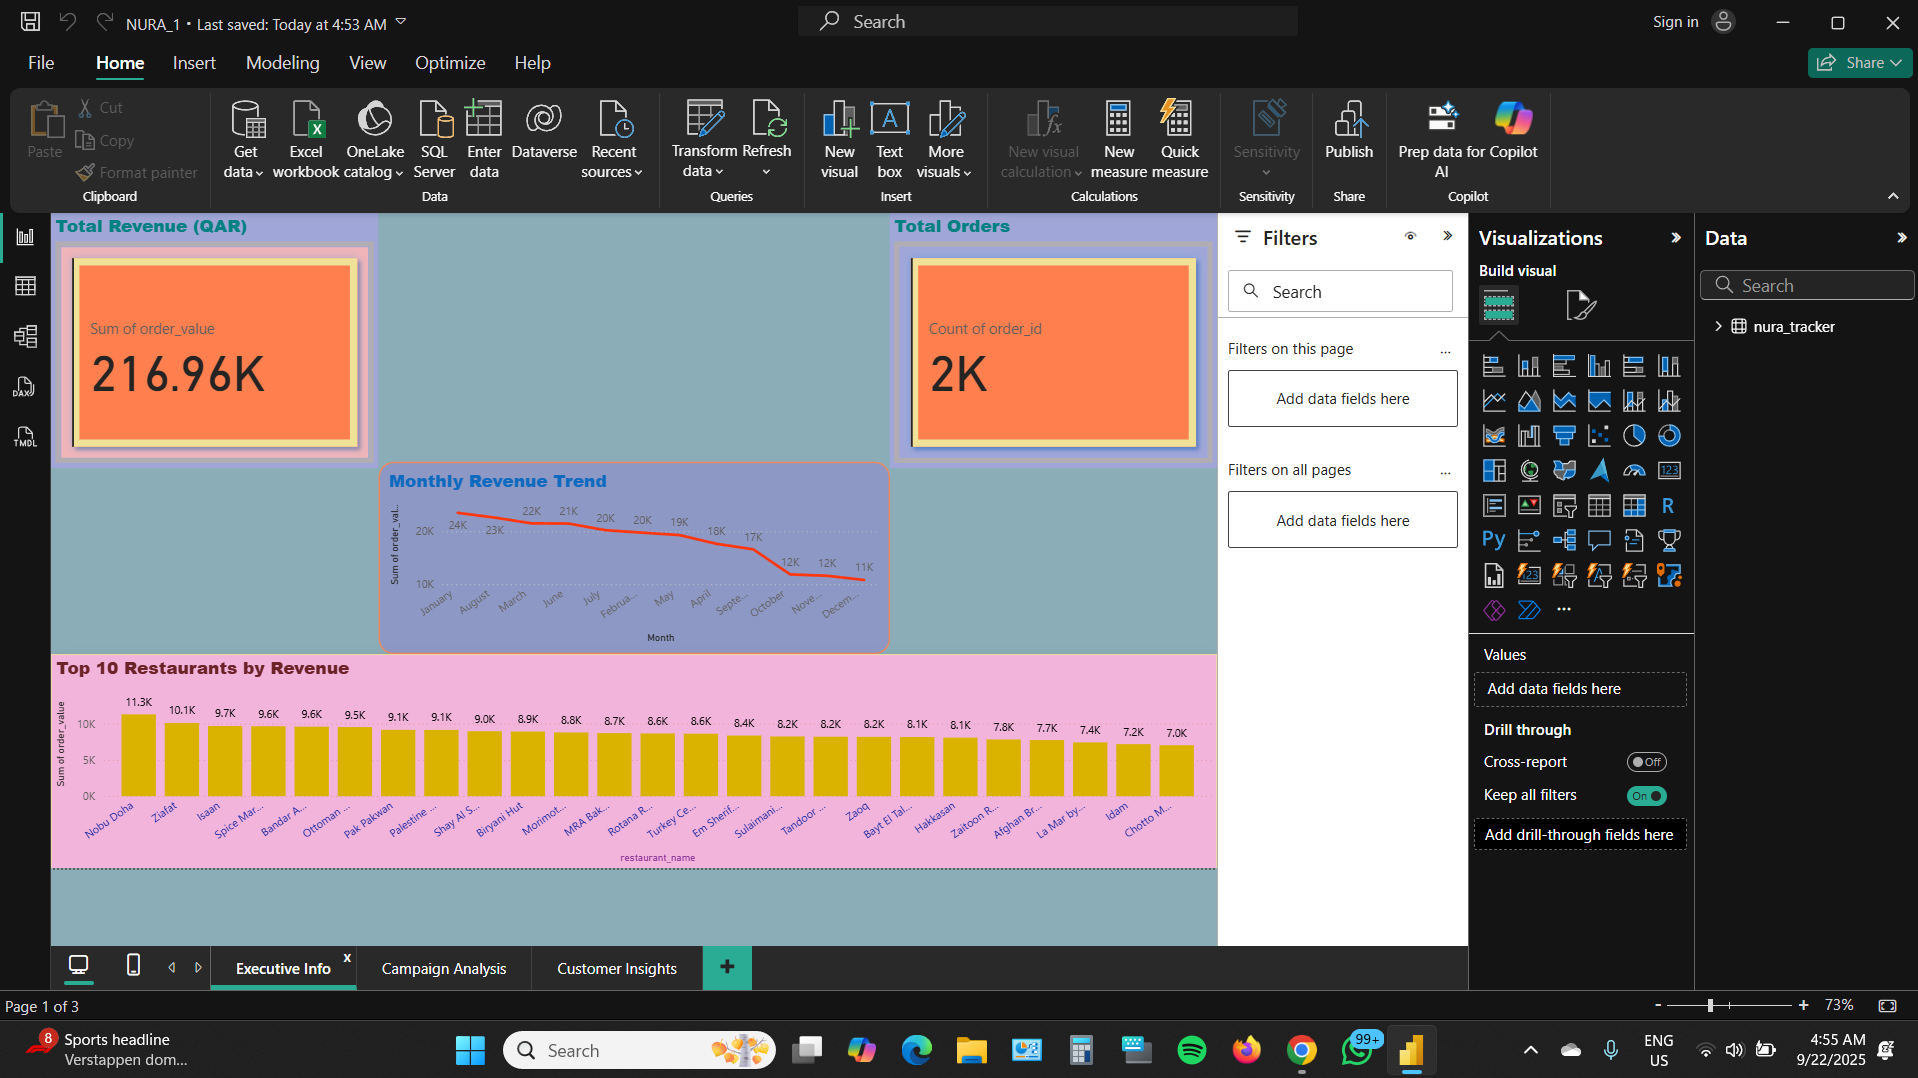 NURA_1 • Last saved: Today at 4:53 AM
Search
Sign in
File
Home
Insert
Modeling
View
Optimize
Help
Share
Paste
Cut
Copy
Format painter
Clipboard
Get data
Excel workbook
OneLake catalog
SQL Server
Enter data
Dataverse
Recent sources
Data
Transform data
Refresh
Queries
New visual
Text box
More visuals
Insert
New visual calculation
New measure
Quick measure
Calculations
Sensitivity
Sensitivity
Publish
Share
Prep data for AI
Copilot
Copilot
DAX
TMDL
Total Revenue (QAR)
Sum of order_value
216.96K
Total Orders
Count of order_id
2K
Monthly Revenue Trend
Sum of order_val...
20K
10K
24K
23K
22K
21K
20K
20K
19K
18K
17K
12K
12K
11K
January
August
March
June
July
Februa...
May
April
Septe...
October
Nove...
Decem...
Month
Top 10 Restaurants by Revenue
Sum of order_value
10K
5K
0K
11.3K
10.1K
9.7K
9.6K
9.6K
9.5K
9.1K
9.1K
9.0K
8.9K
8.8K
8.7K
8.6K
8.6K
8.4K
8.2K
8.2K
8.2K
8.1K
8.1K
7.8K
7.7K
7.4K
7.2K
7.0K
Nobu Doha
Ziafat
Isaan
Spice Mar...
Bandar A...
Ottoman ...
Pak Pakwan
Palestine ...
Shay Al S...
Biryani Hut
Morimot...
MRA Bak...
Rotana R...
Turkey Ce...
Em Sherif...
Sulaimani...
Tandoor ...
Zaoq
Bayt El Tal...
Hakkasan
Zaitoon R...
Afghan Br...
La Mar by...
Idam
Chotto M...
restaurant_name
Filters
Search
Filters on this page
...
Add data fields here
Filters on all pages
...
Add data fields here
Visualizations
Build visual
123
R
Py
123
...
Values
Add data fields here
Drill through
Cross-report
Off
Keep all filters
On
Add drill-through fields here
Data
Search
nura_tracker
Executive Info
x
Campaign Analysis
Customer Insights
+
Page 1 of 3
- + 73%
8
Sports headline
Verstappen dom...
Search
99+
ENG
US
4:55 AM
9/22/2025